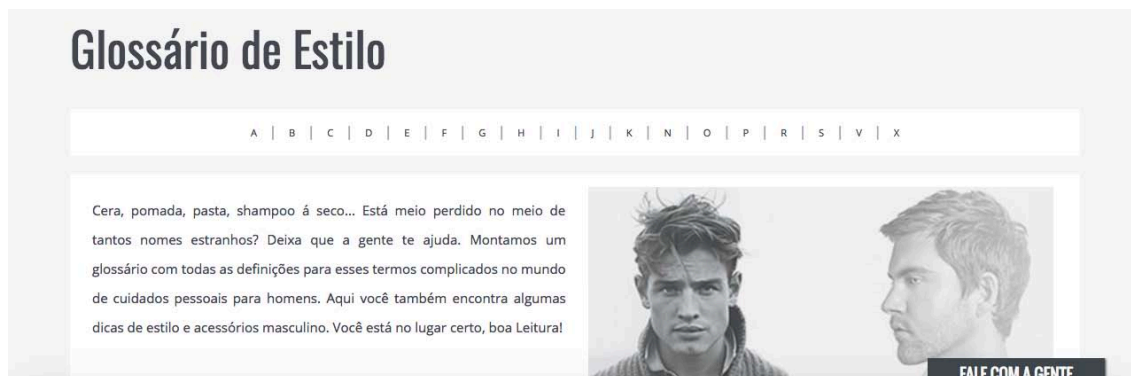 Glossário de Estilo
A | B | C | D | E | F | G | H | I | J | K | N | O | P | R | S | V | X
Cera, pomada, pasta, shampoo á seco... Está meio perdido no meio de
tantos nomes estranhos? Deixa que a gente te ajuda. Montamos um
glossário com todas as definições para esses termos complicados no mundo
de cuidados pessoais para homens. Aqui você também encontra algumas
dicas de estilo e acessórios masculino. Você está no lugar certo, boa Leitura!
FALE COM A GENTE